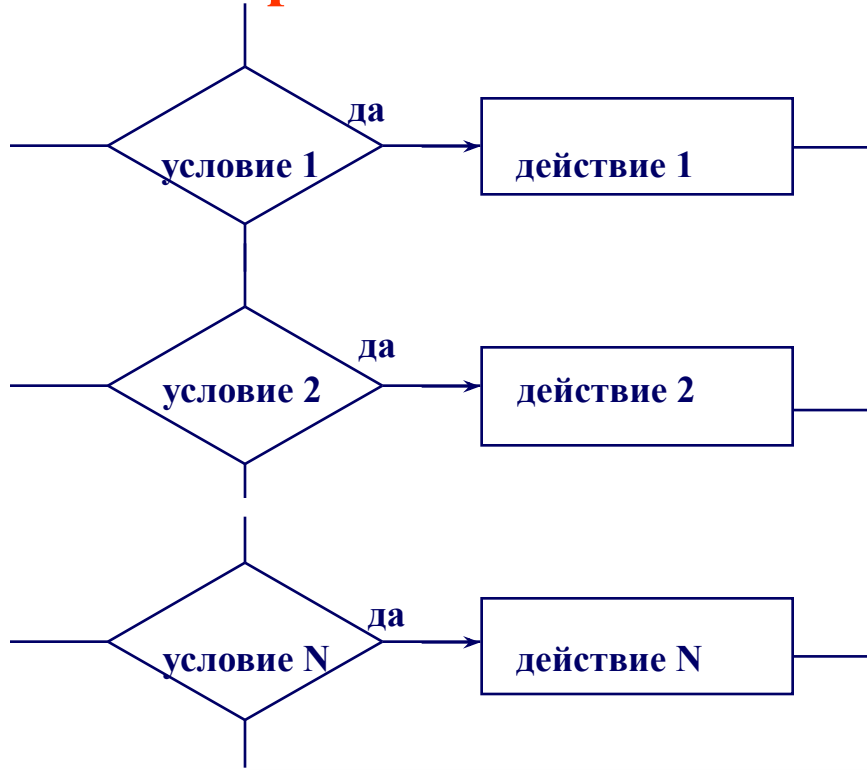 да
условие 1
действие 1
да
условие 2
действие 2
да
условие N
действие N